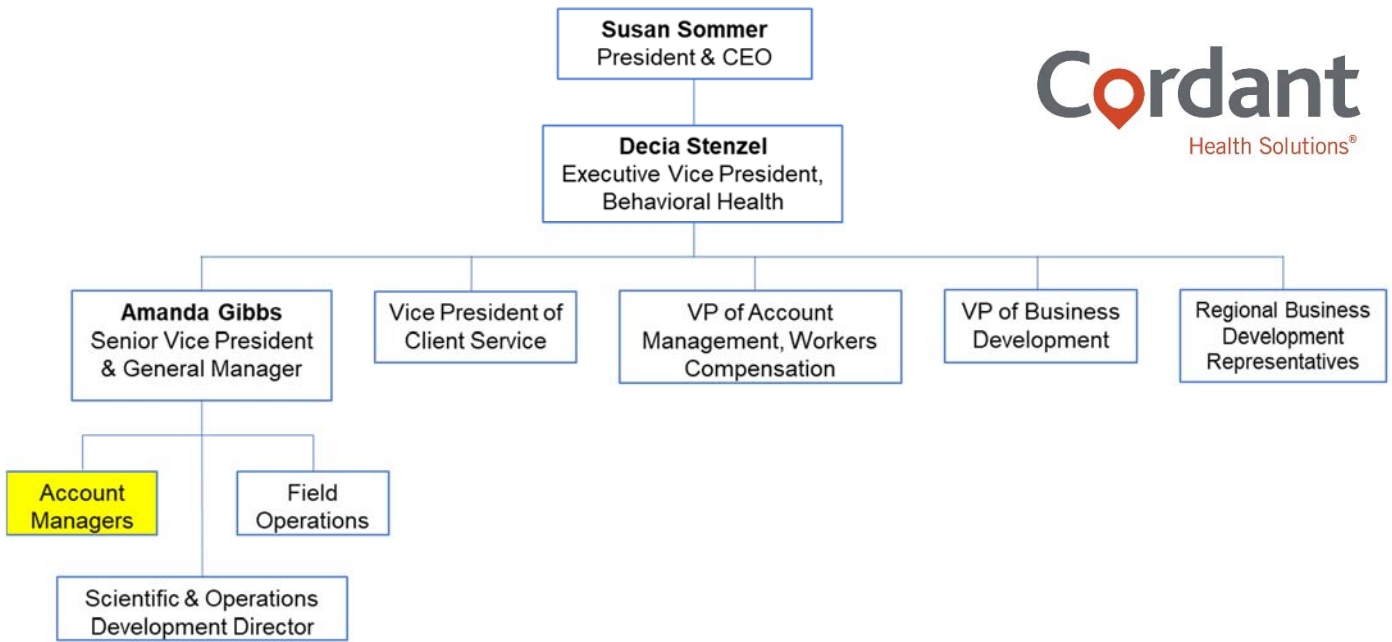 Susan Sommer
President & CEO
Cordant
Health Solutions®
Decia Stenzel
Executive Vice President,
Behavioral Health
Amanda Gibbs
Senior Vice President
& General Manager
Vice President of
Client Service
VP of Account
Management, Workers
Compensation
VP of Business
Development
Regional Business
Development
Representatives
Account
Managers
Field
Operations
Scientific & Operations
Development Director